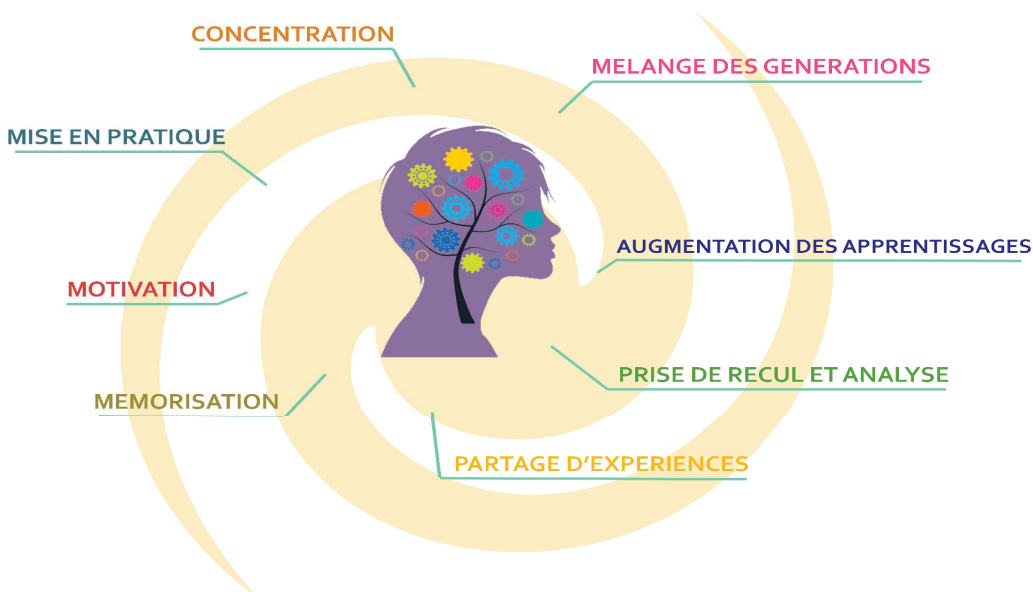 CONCENTRATION
MELANGE DES GENERATIONS
MISE EN PRATIQUE
AUGMENTATION DES APPRENTISSAGES
MOTIVATION
PRISE DE RECUL ET ANALYSE
MEMORISATION
PARTAGE D’EXPERIENCES